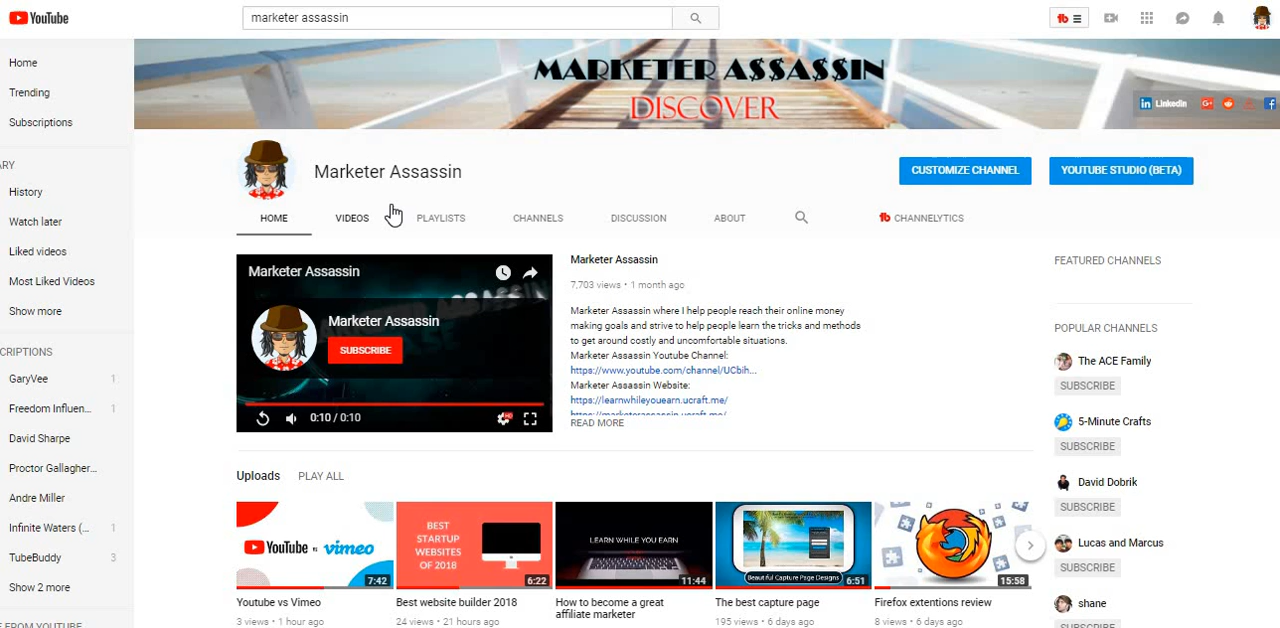 YouTube
marketer assassin
Home
Trending
Subscriptions
ARY
History
Watch later
Liked videos
Most Liked Videos
Show more
CRIPTIONS
GaryVee 1
Freedom Influen... 1
David Sharpe
Proctor Gallagher...
Andre Miller
Infinite Waters (... 1
TubeBuddy 3
Show 2 more
E FROM YOUTUBE
MARKETER A$$A$$IN
DISCOVER
in LinkedIn
Marketer Assassin
CUSTOMIZE CHANNEL
YOUTUBE STUDIO (BETA)
HOME VIDEOS PLAYLISTS CHANNELS DISCUSSION ABOUT CHANNELYTICS
Marketer Assassin
Marketer Assassin
SUBSCRIBE
0:10 / 0:10
Marketer Assassin
7,703 views • 1 month ago
Marketer Assassin where I help people reach their online money
making goals and strive to help people learn the tricks and methods
to get around costly and uncomfortable situations.
Marketer Assassin Youtube Channel:
https://www.youtube.com/channel/UCbih...
Marketer Assassin Website:
https://learnwhileyouearn.ucraft.me/
https://marketerassassin.ucraft.me/
READ MORE
Uploads PLAY ALL
YouTube vs vimeo
7:42
Youtube vs Vimeo
3 views • 1 hour ago
BEST
STARTUP
WEBSITES
OF 2018
6:22
Best website builder 2018
24 views • 21 hours ago
LEARN WHILE YOU EARN
11:44
How to become a great
affiliate marketer
Beautiful Capture Page Designs
6:51
The best capture page
195 views • 6 days ago
15:58
Firefox extentions review
8 views • 6 days ago
FEATURED CHANNELS
POPULAR CHANNELS
The ACE Family
SUBSCRIBE
5-Minute Crafts
SUBSCRIBE
David Dobrik
SUBSCRIBE
Lucas and Marcus
SUBSCRIBE
shane
SUBSCRIBE